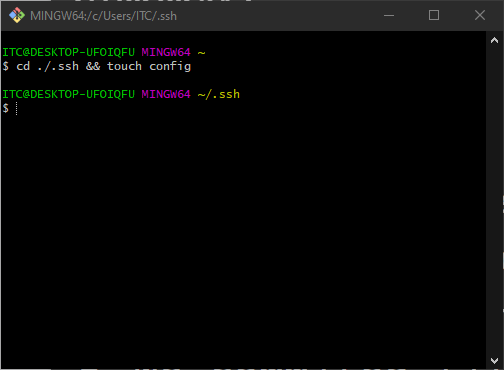 MINGW64:/c/Users/ITC/.ssh
ITC@DESKTOP-UFOIQFU MINGW64 ~
$ cd ./.ssh && touch config
ITC@DESKTOP-UFOIQFU MINGW64 ~/.ssh
$